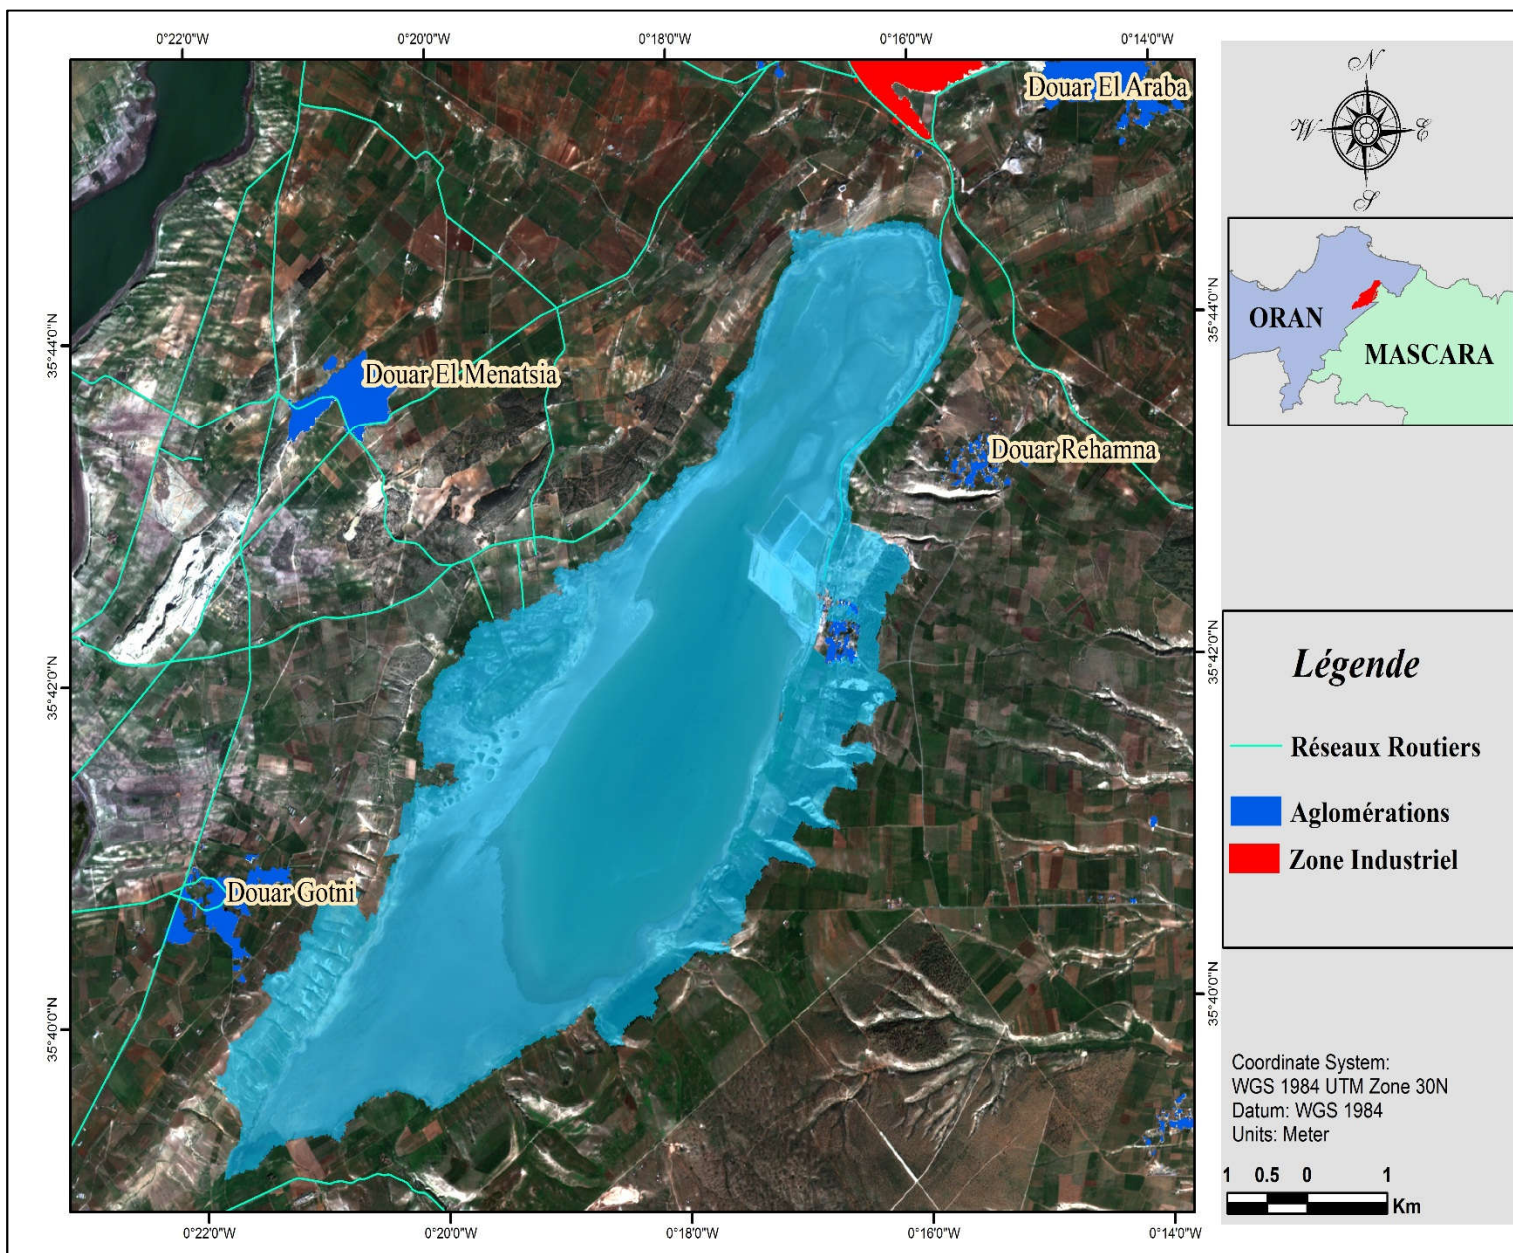 0°22'0"W
0°20'0"W
0°18'0"W
0°16'0"W
0°14'0"W
Douar El Araba
N
W
E
S
35°44'0"N
35°44'0"N
ORAN
MASCARA
Douar El Menatsia
Douar Rehamna
35°42'0"N
35°42'0"N
Légende
Réseaux Routiers
Aglomérations
Zone Industriel
Douar Gotni
35°40'0"N
35°40'0"N
Coordinate System:
WGS 1984 UTM Zone 30N
Datum: WGS 1984
Units: Meter
1 0.5 0 1
Km
0°22'0"W
0°20'0"W
0°18'0"W
0°16'0"W
0°14'0"W